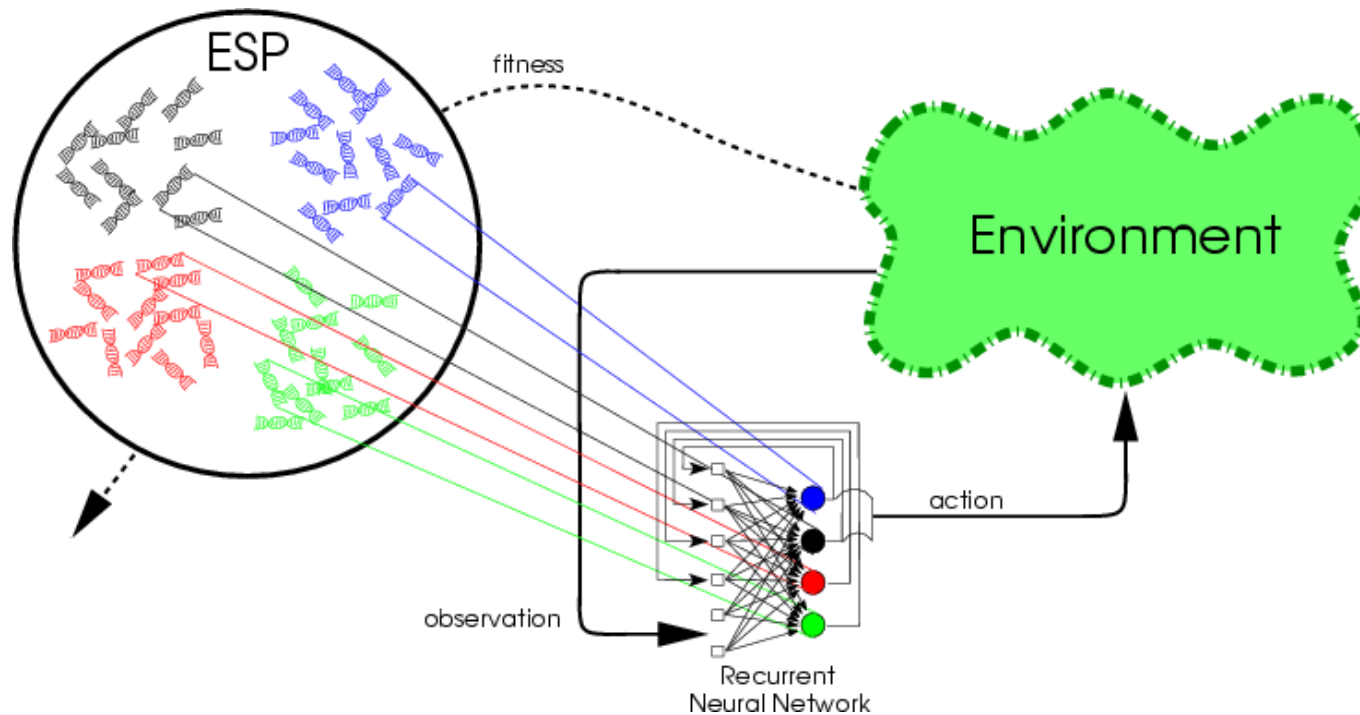 ESP
fitness
Environment
action
observation
Recurrent
Neural Network